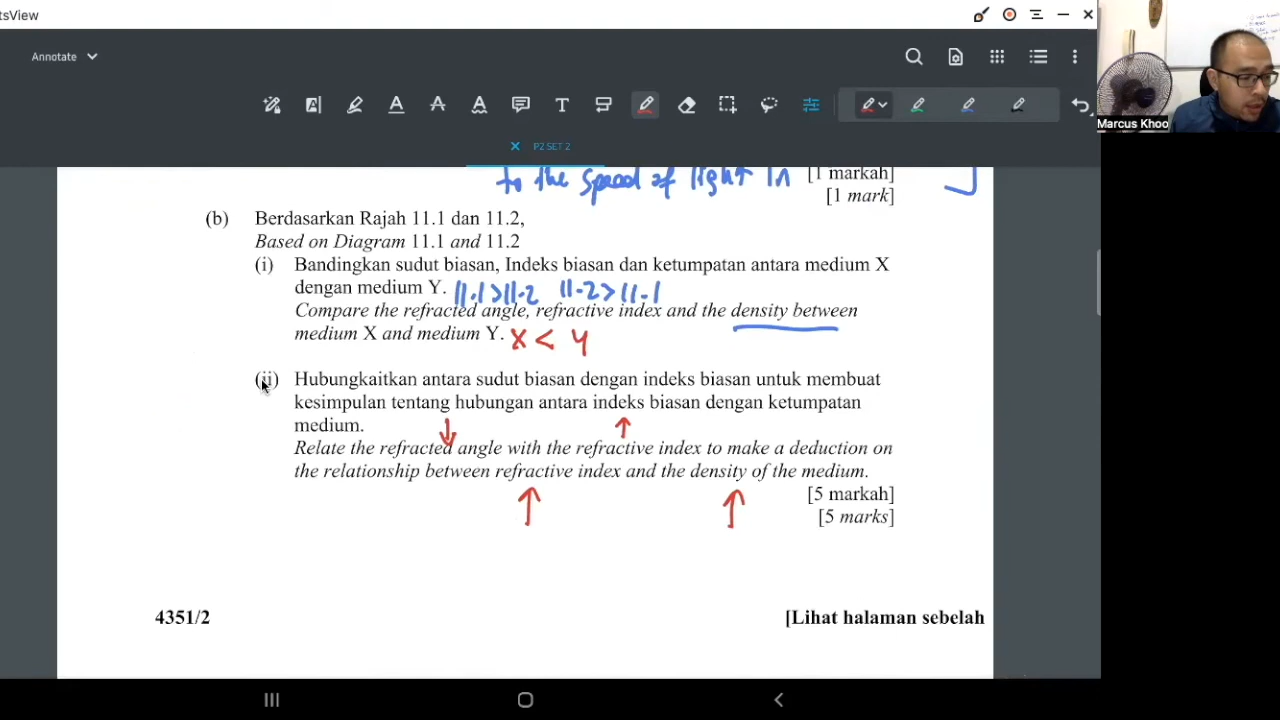 tsView
Annotate
Marcus Khoo
P2 SET 2
to the speed of light in
[1 markah]
[1 mark]
(b) Berdasarkan Rajah 11.1 dan 11.2,
Based on Diagram 11.1 and 11.2
(i) Bandingkan sudut biasan, Indeks biasan dan ketumpatan antara medium X
dengan medium Y. 11.1>11.2 11.2>11.1
Compare the refracted angle, refractive index and the density between
medium X and medium Y. X < Y
(ii) Hubungkaitkan antara sudut biasan dengan indeks biasan untuk membuat
kesimpulan tentang hubungan antara indeks biasan dengan ketumpatan
medium.
Relate the refracted angle with the refractive index to make a deduction on
the relationship between refractive index and the density of the medium.
[5 markah]
[5 marks]
4351/2 [Lihat halaman sebelah